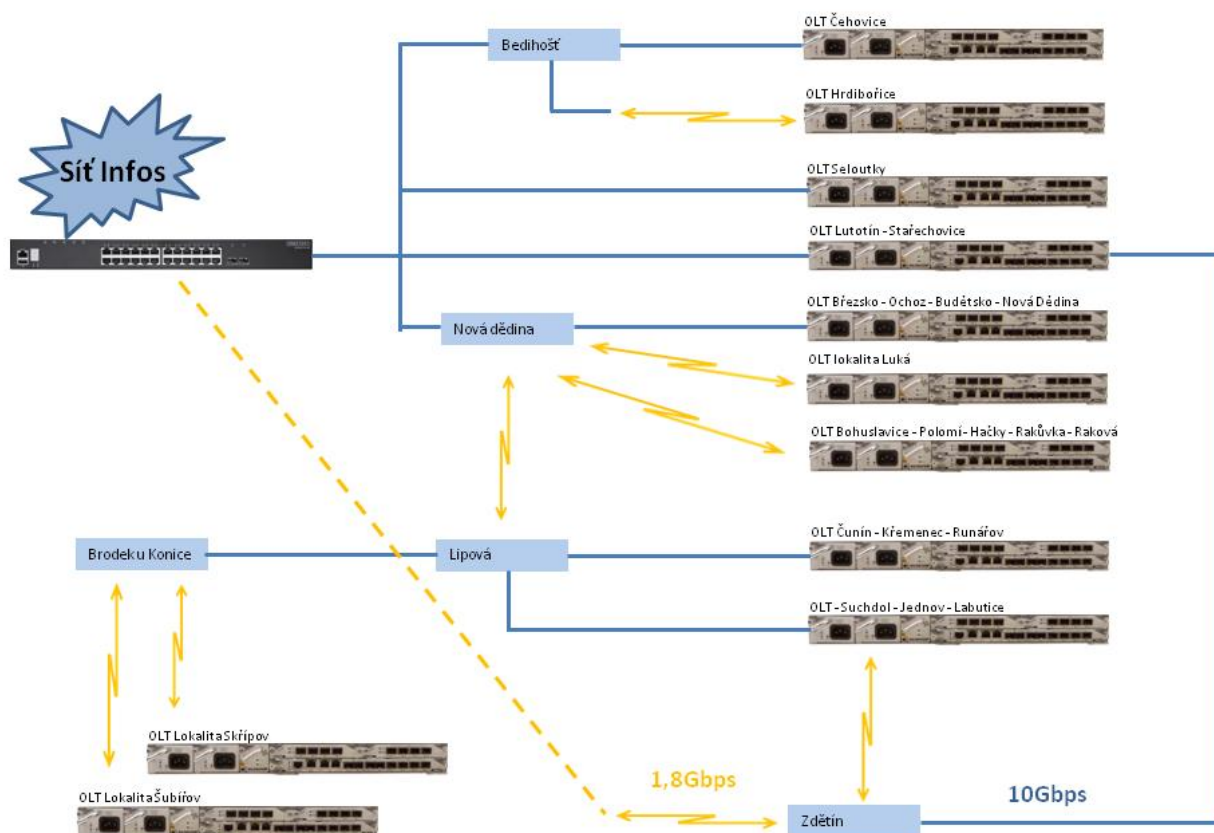 OLT Čehovice
Bedihošť
OLT Hrdibořice
Síť Infos
OLT Seloutky
OLT Lutotín - Stařechovice
OLT Březsko - Ochoz - Budětsko - Nová Dědina
Nová dědina
OLT lokalita Luká
OLT Bohuslavice - Polomí - Hačky - Rakůvka - Raková
OLT Čunín - Křemenec - Runářov
Brodek u Konice
Lipová
OLT - Suchdol - Jednov - Labutice
OLT Lokalita Skřípov
1,8Gbps
10Gbps
OLT Lokalita Šubířov
Zdětín